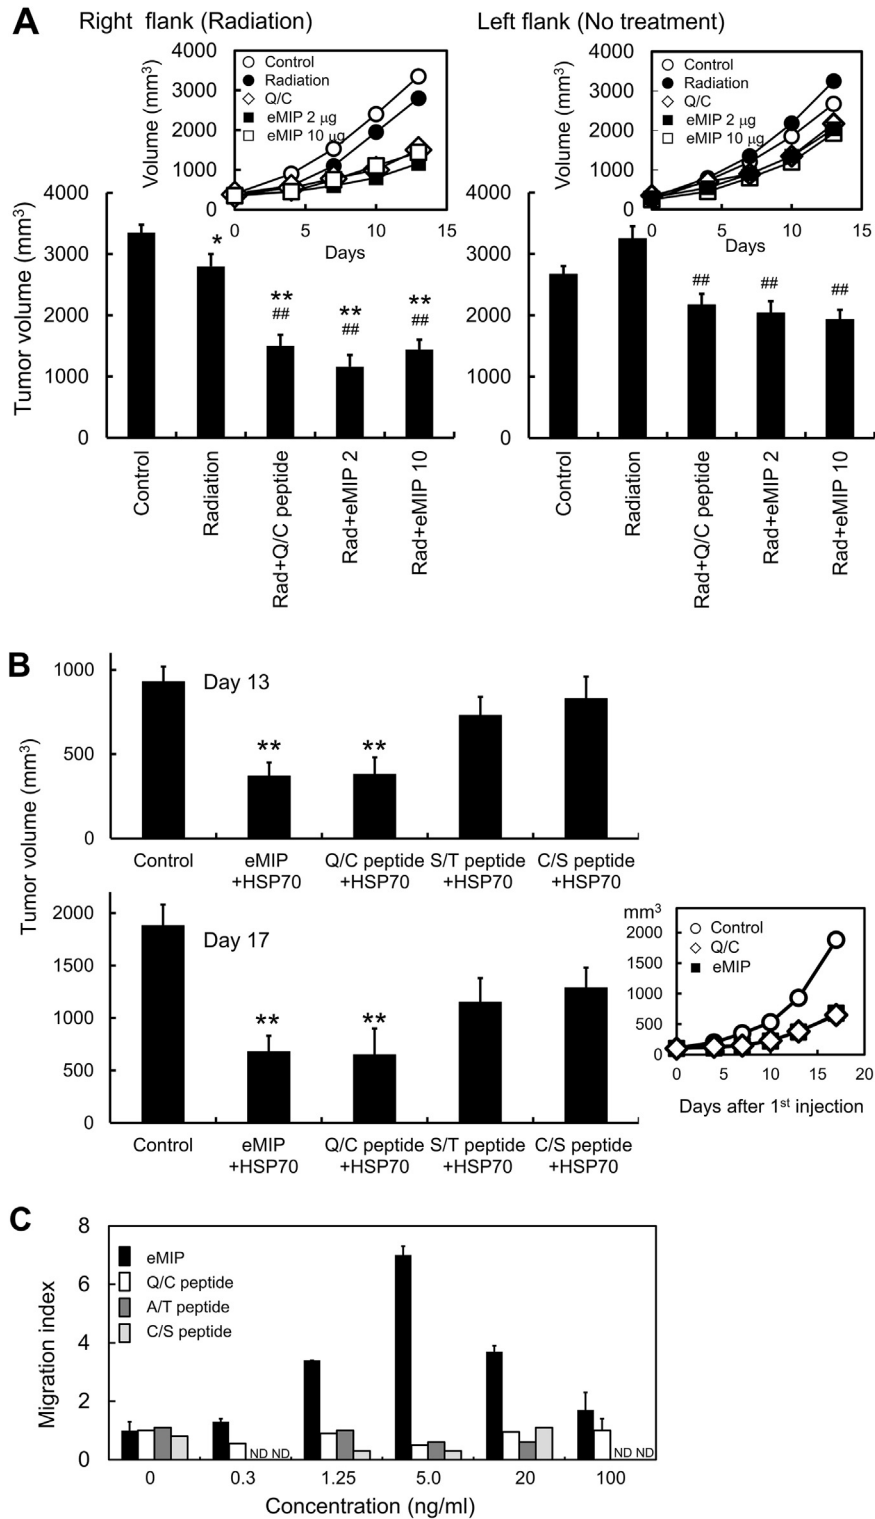 A
Right flank (Radiation)
Left flank (No treatment)
Volume (mm3)
4000
3000
2000
1000
0
Control
Radiation
Q/C
eMIP 2 μg
eMIP 10 μg
0 5 10 15
Days
Volume (mm3)
4000
3000
2000
1000
0
Control
Radiation
Q/C
eMIP 2 μg
eMIP 10 μg
0 5 10 15
Days
Tumor volume (mm3)
4000
3000
2000
1000
0
*
**
##
**
##
**
##
Control
Radiation
Rad+Q/C peptide
Rad+eMIP 2
Rad+eMIP 10
4000
3000
2000
1000
0
##
##
##
Control
Radiation
Rad+Q/C peptide
Rad+eMIP 2
Rad+eMIP 10
B
Tumor volume (mm3)
1000
500
0
Day 13
** **
Control eMIP Q/C peptide S/T peptide C/S peptide
+HSP70 +HSP70 +HSP70 +HSP70
2000
1500
1000
500
0
Day 17
** **
Control eMIP Q/C peptide S/T peptide C/S peptide
+HSP70 +HSP70 +HSP70 +HSP70
mm3
2000
1500
1000
500
0
Control
Q/C
eMIP
0 5 10 15 20
Days after 1st injection
C
Migration index
8
6
4
2
0
eMIP
Q/C peptide
A/T peptide
C/S peptide
ND ND
ND ND
0 0.3 1.25 5.0 20 100
Concentration (ng/ml)